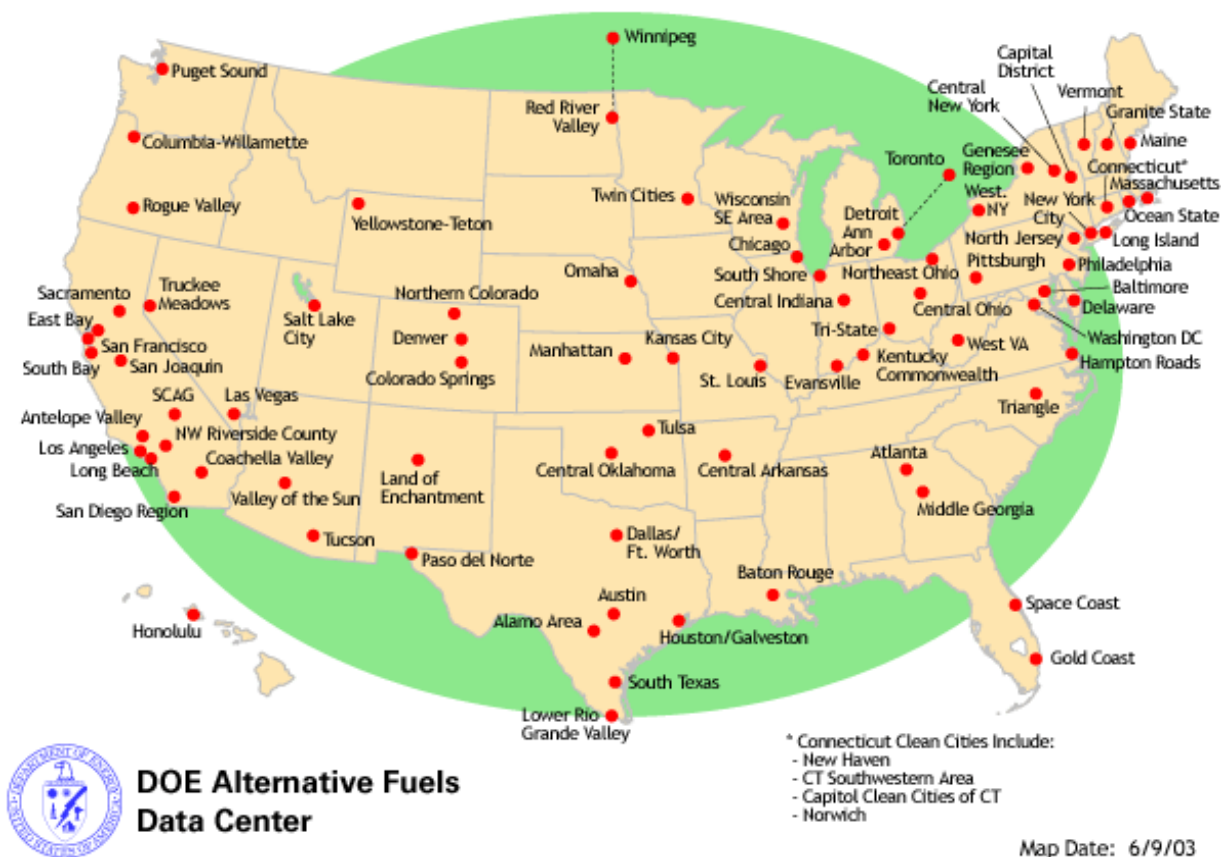 Winnipeg
Puget Sound
Capital
District
Central
New York
Vermont
Granite State
Red River
Valley
Columbia-Willamette
Maine
Toronto
Genesee
Region
Connecticut*
Massachusetts
Twin Cities
Wisconsin
SE Area
West.
NY
New York
City
Ocean State
Rogue Valley
Yellowstone-Teton
Detroit
Ann
Arbor
Chicago
North Jersey
Long Island
Omaha
South Shore
Northeast Ohio
Pittsburgh
Philadelphia
Truckee
Meadows
Sacramento
Northern Colorado
Central Indiana
Baltimore
East Bay
Salt Lake
City
Central Ohio
Delaware
San Francisco
Denver
Kansas City
Tri-State
Washington DC
South Bay
San Joaquin
Manhattan
West VA
Hampton Roads
Colorado Springs
St. Louis
Evansville
Kentucky
Commonwealth
SCAG
Las Vegas
Triangle
Antelope Valley
NW Riverside County
Tulsa
Los Angeles
Long Beach
Coachella Valley
Land of
Enchantment
Central Oklahoma
Central Arkansas
Atlanta
San Diego Region
Valley of the Sun
Middle Georgia
Tucson
Paso del Norte
Dallas/
Ft. Worth
Baton Rouge
Austin
Space Coast
Honolulu
Alamo Area
Houston/Galveston
Gold Coast
South Texas
Lower Rio
Grande Valley
* Connecticut Clean Cities Include:
- New Haven
- CT Southwestern Area
- Capitol Clean Cities of CT
- Norwich
DEPARTMENT OF ENERGY
UNITED STATES OF AMERICA
DOE Alternative Fuels
Data Center
Map Date: 6/9/03